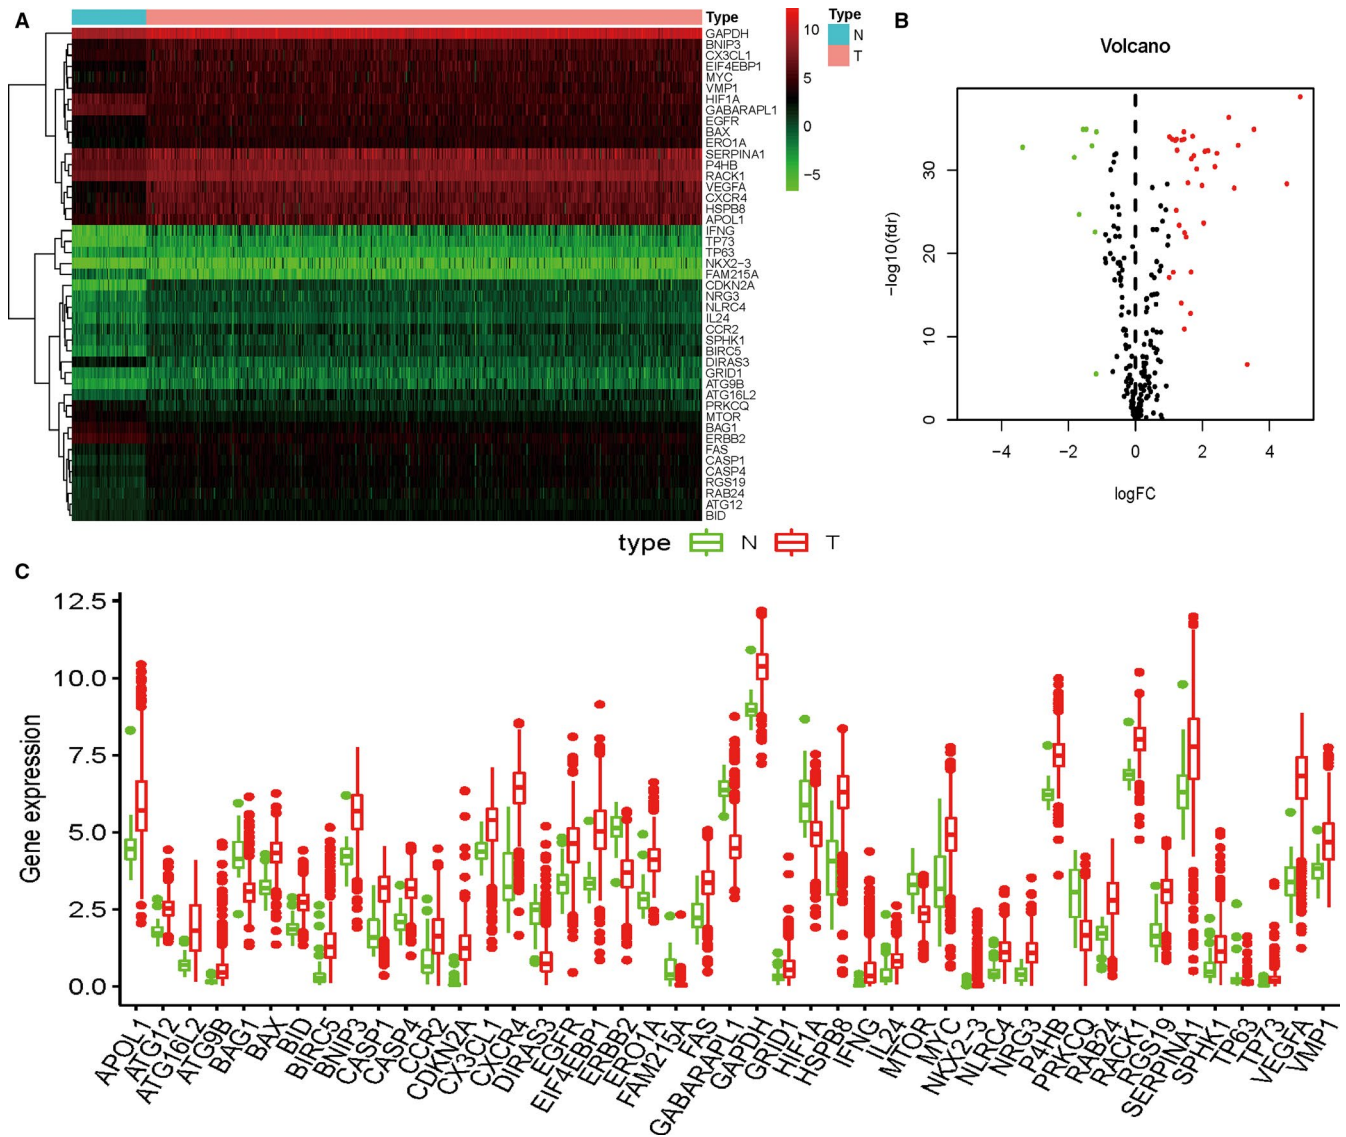 A
Type
GAPDH
BNIP3
CX3CL1
EIF4EBP1
MYC
VMP1
HIF1A
GABARAPL1
EGFR
BAX
ERO1A
SERPINA1
P4HB
RACK1
VEGFA
CXCR4
HSPB8
APOL1
IFNG
TP73
TP63
NKX2−3
FAM215A
CDKN2A
NRG3
NLRC4
IL24
CCR2
SPHK1
BIRC5
DIRAS3
GRID1
ATG9B
ATG16L2
PRKCQ
MTOR
BAG1
ERBB2
FAS
CASP1
CASP4
RGS19
RAB24
ATG12
BID
10
5
0
−5
Type
N
T
B
Volcano
−log10(fdr)
30
20
10
0
−4 −2 0 2 4
logFC
type N T
C
Gene expression
12.5
10.0
7.5
5.0
2.5
0.0
APOL1
ATG12
ATG16L2
ATG9B
BAG1
BAX
BID
BIRC5
BNIP3
CASP1
CASP4
CCR2
CDKN2A
CX3CL1
CXCR4
DIRAS3
EGFR
EIF4EBP1
ERBB2
ERO1A
FAM215A
FAS
GABARAPL1
GAPDH
GRID1
HIF1A
HSPB8
IFNG
IL24
MTOR
MYC
NKX2−3
NLRC4
NRG3
P4HB
PRKCQ
RAB24
RACK1
RGS19
SERPINA1
SPHK1
TP63
TP73
VEGFA
VMP1